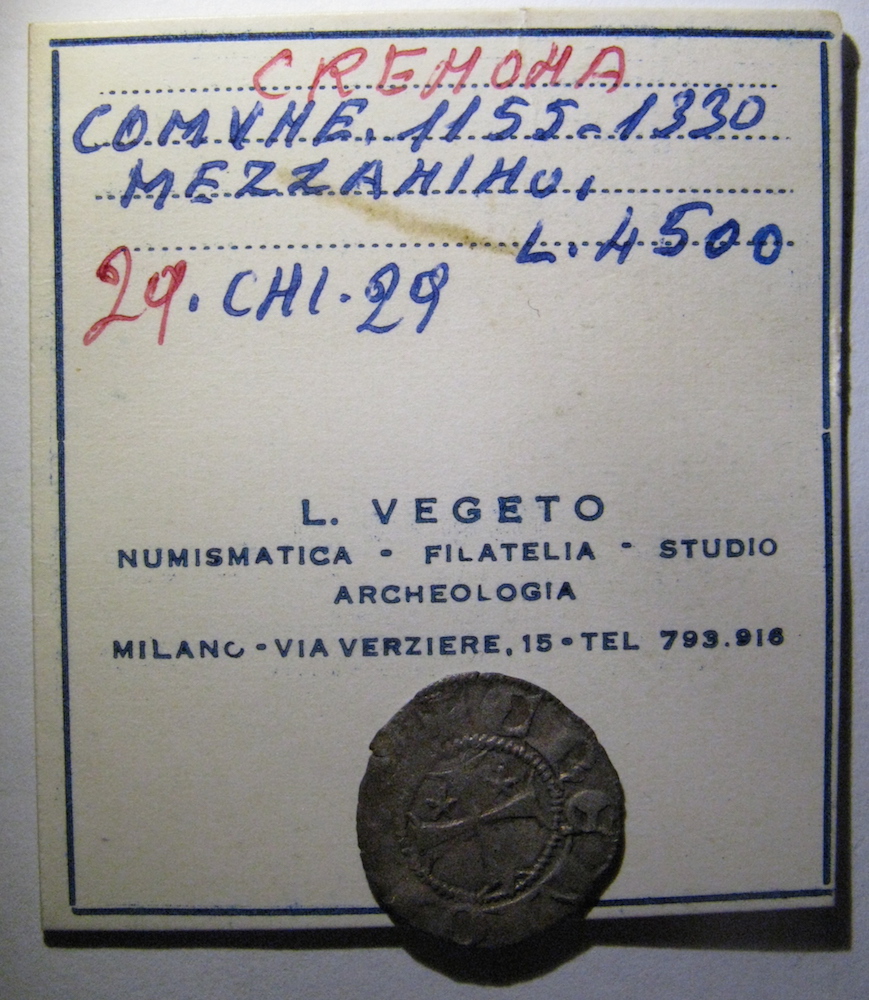 CREMONA
COMVNE. 1155-1330
MEZZANINO.
L. 4500
29. CHI. 29
L. VEGETO
NUMISMATICA - FILATELIA - STUDIO
ARCHEOLOGIA
MILANO - VIA VERZIERE, 15 - TEL 793.916